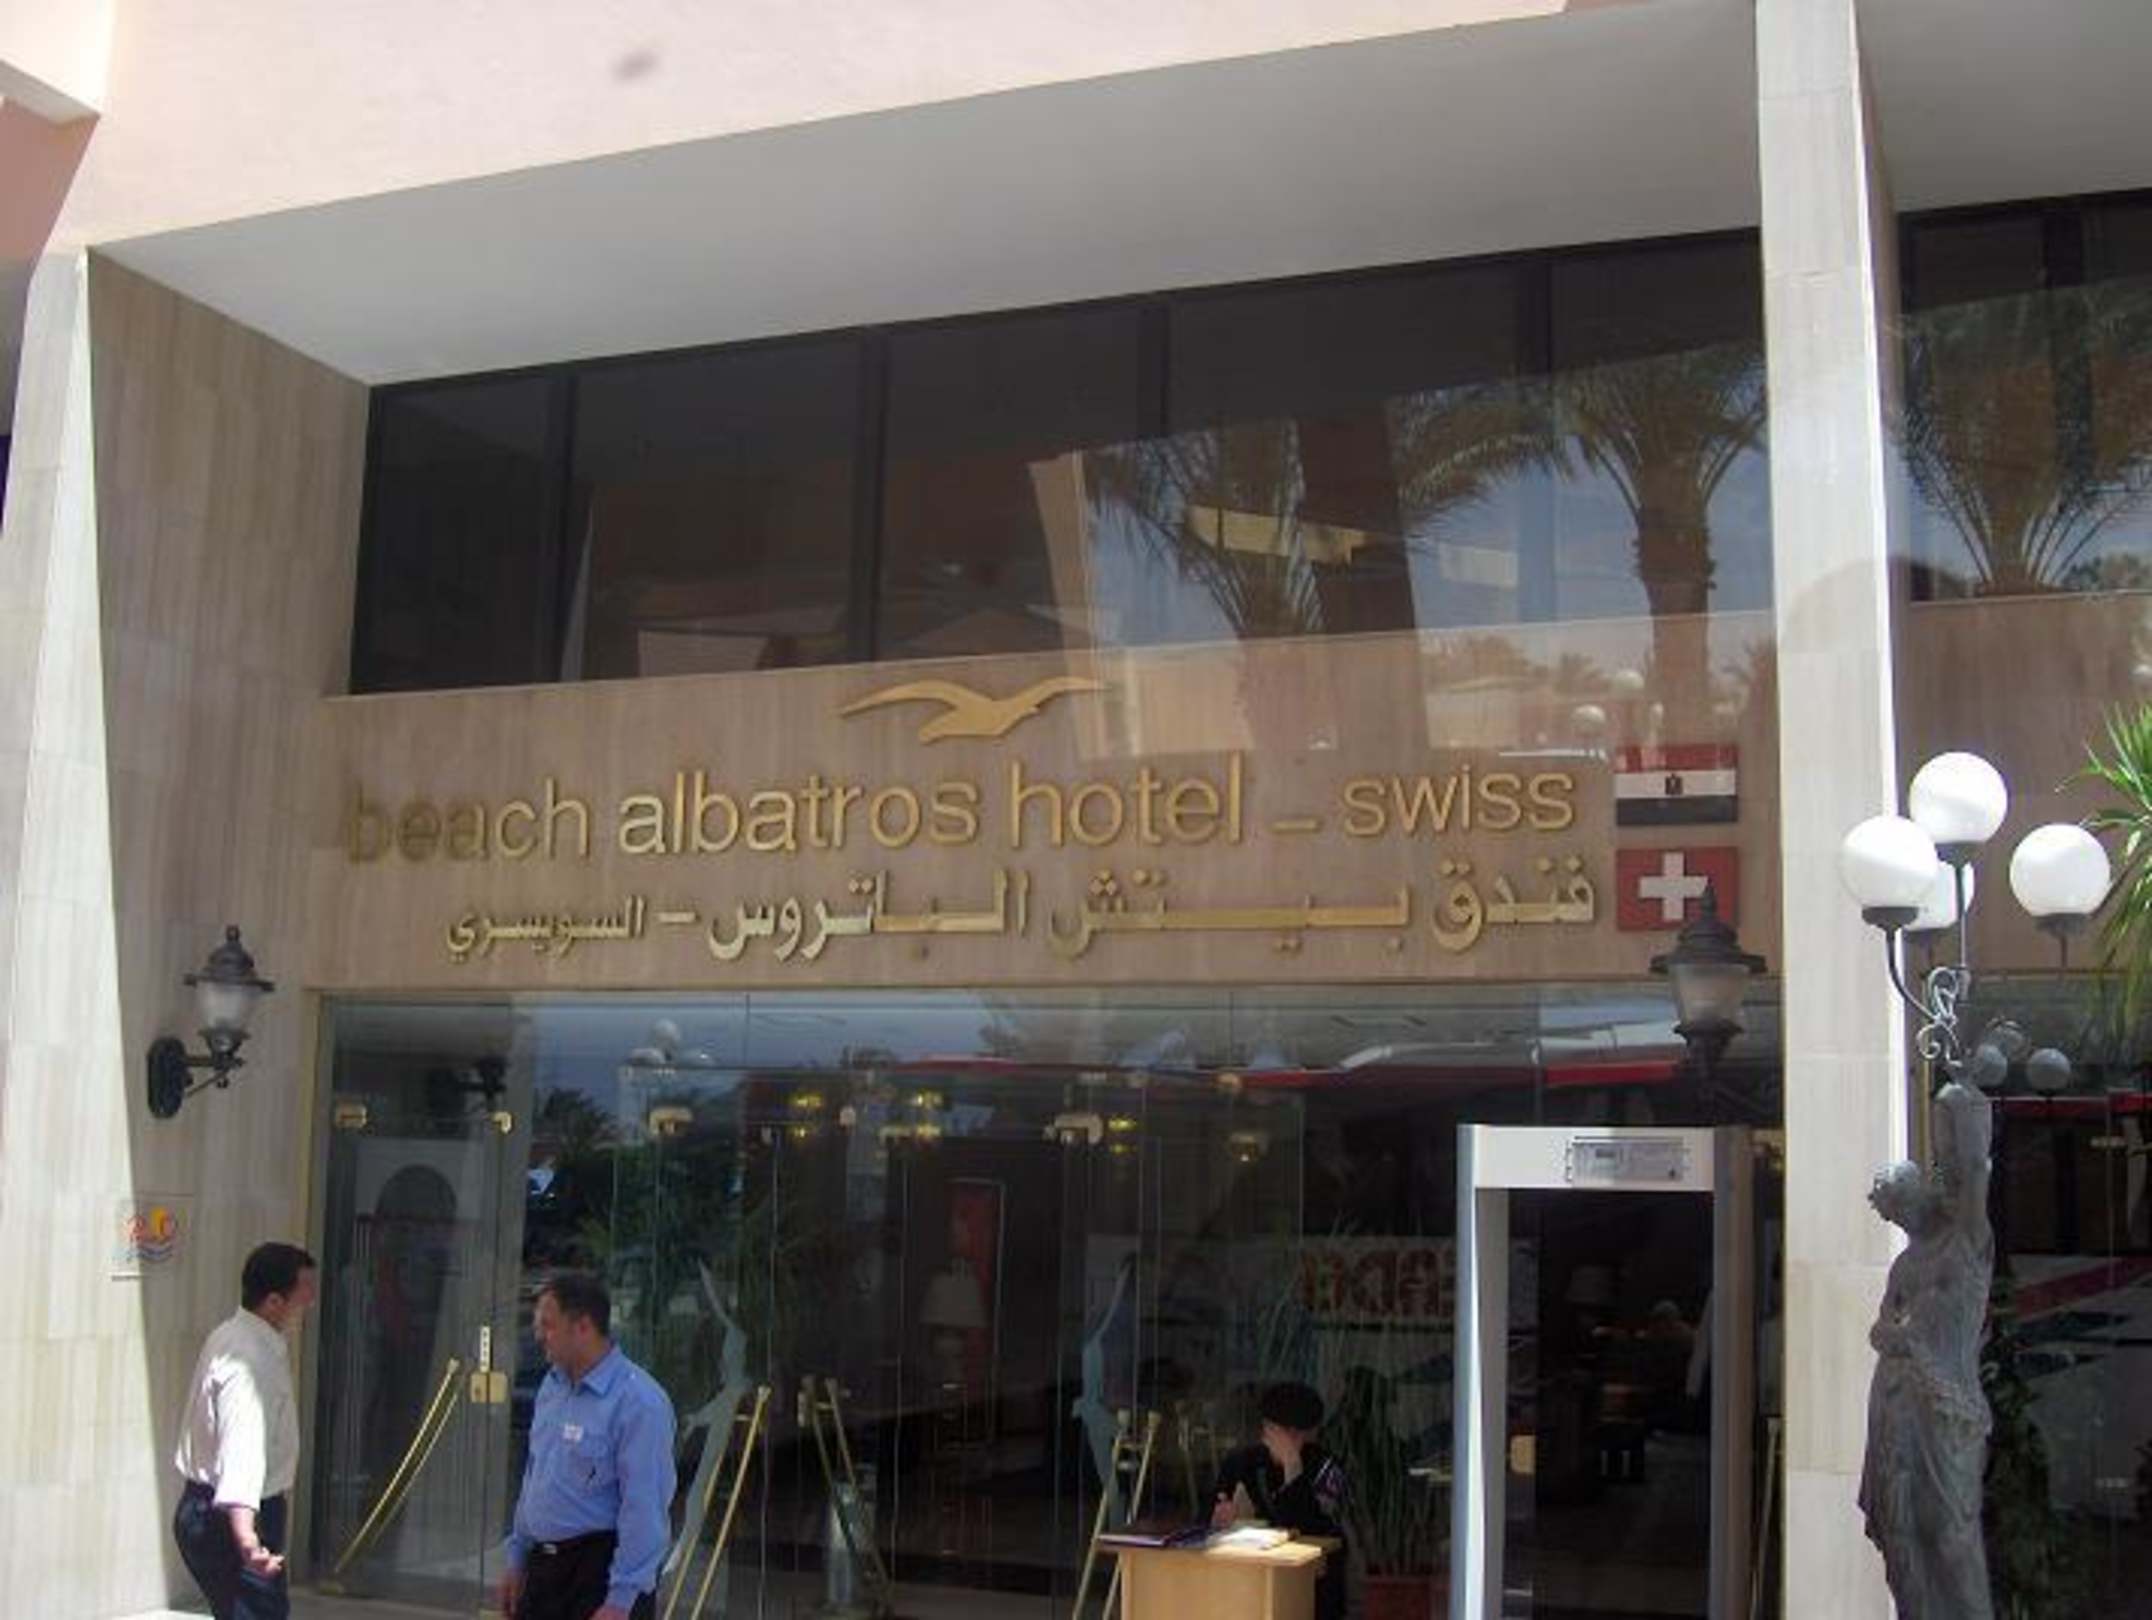 beach albatros hotel – swiss
فندق بيتش الباتروس - السويسري